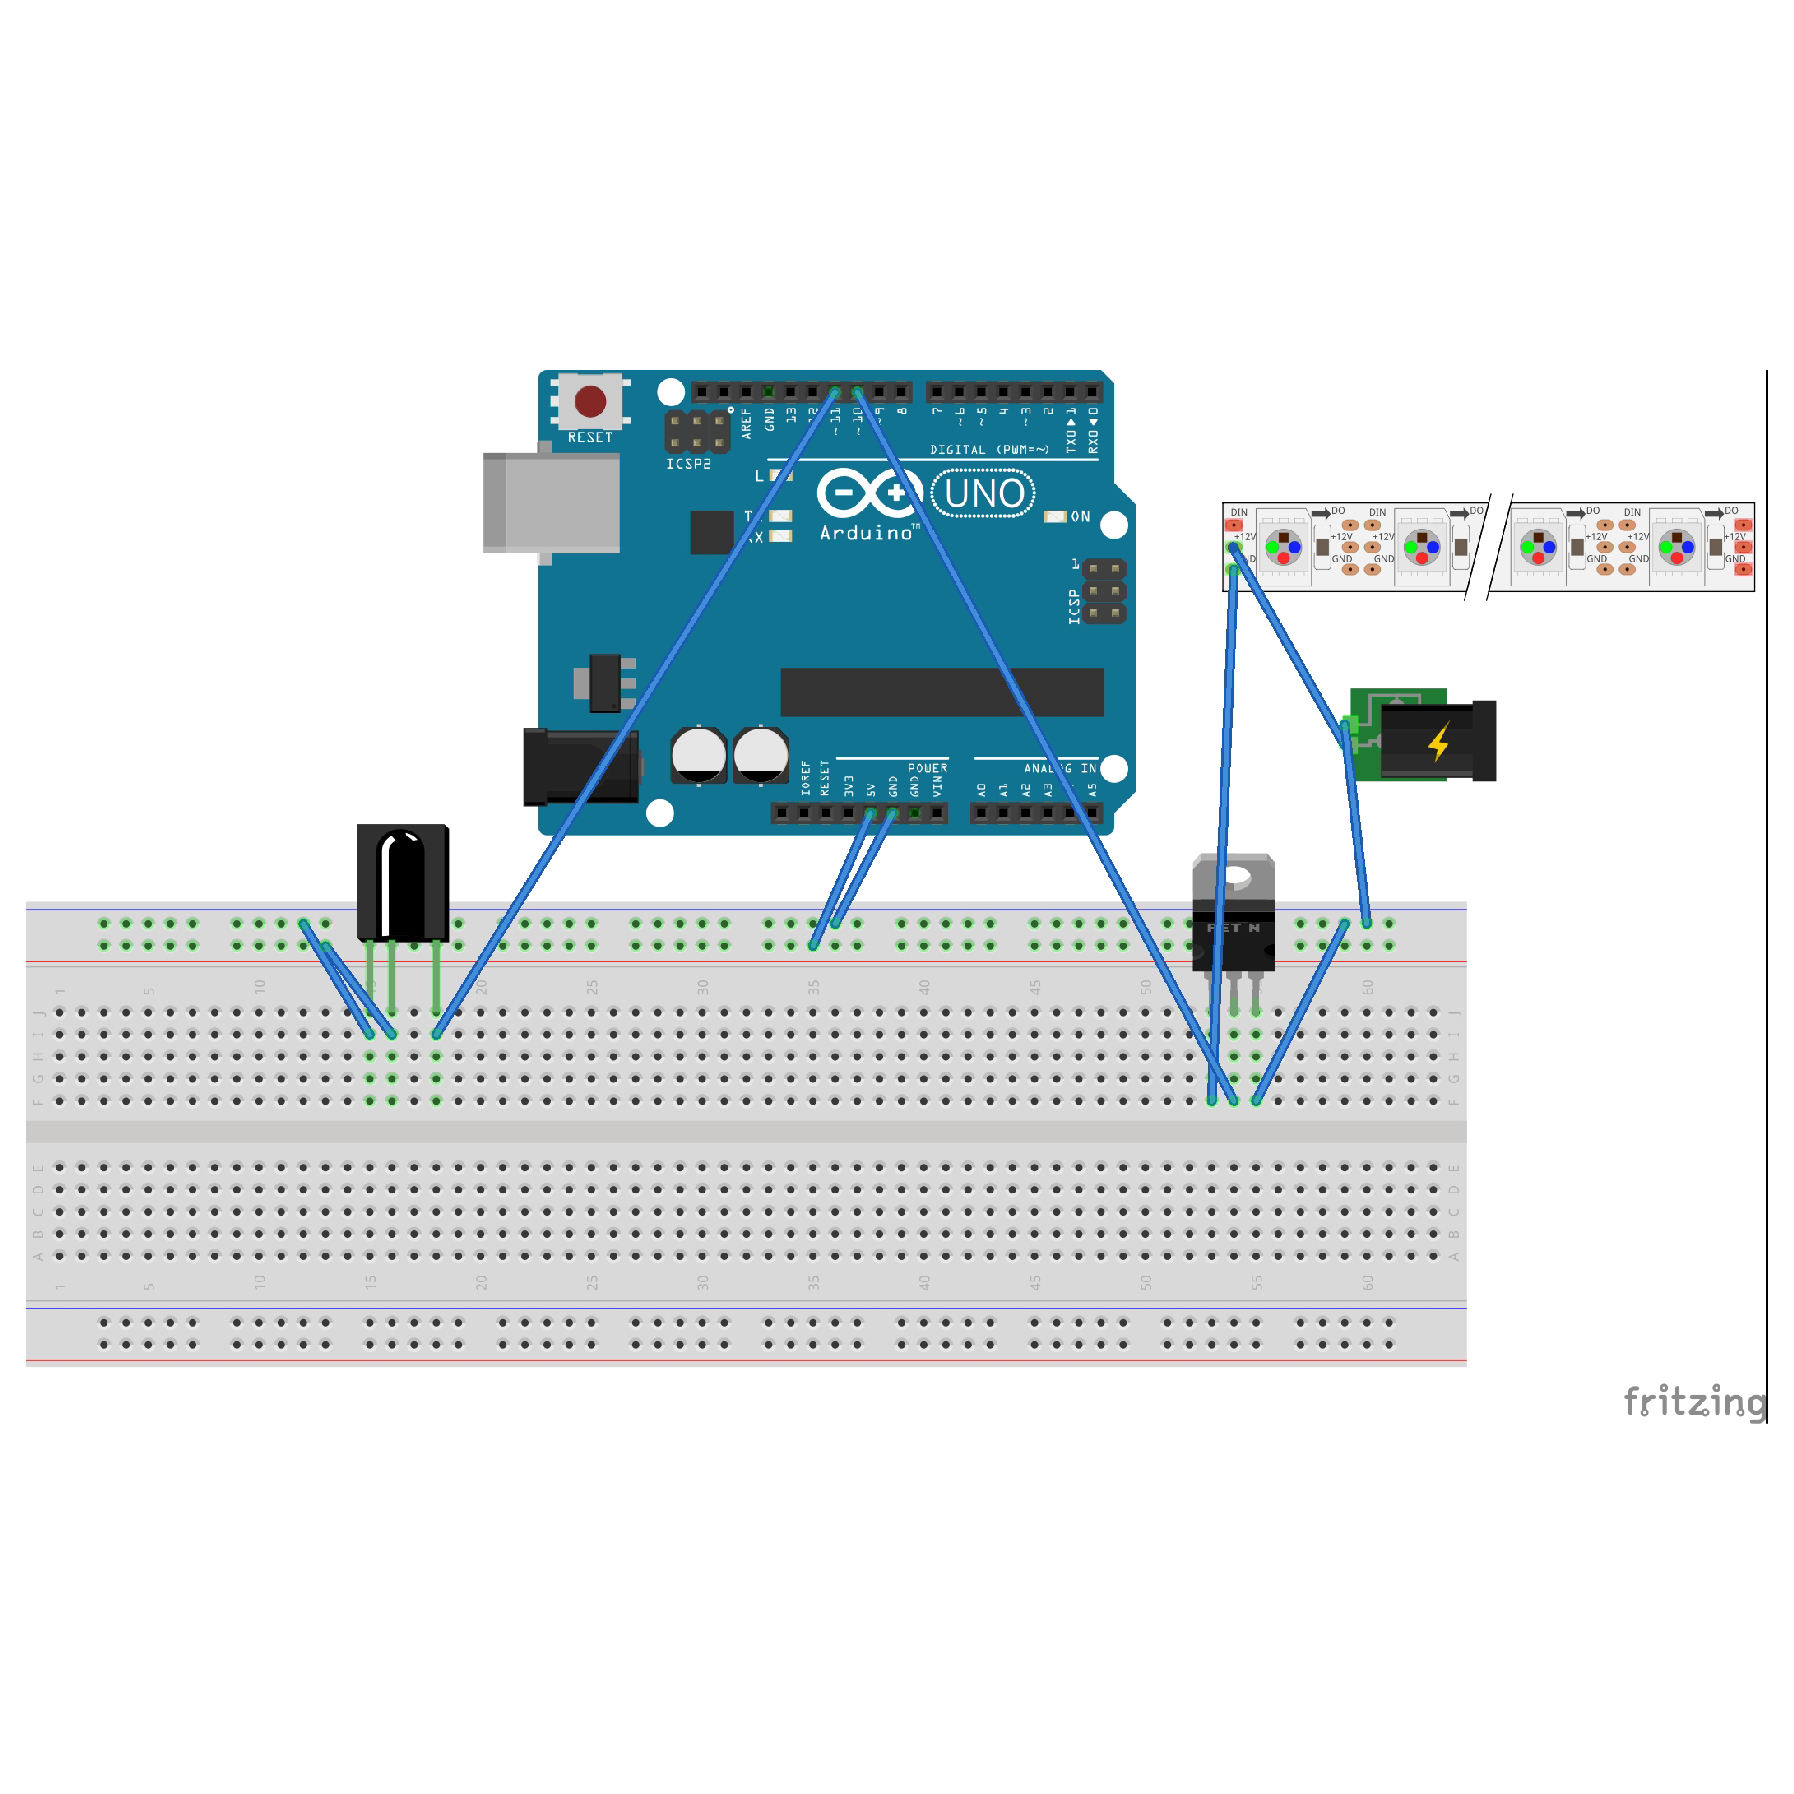 RESET
ICSP2
AREF
GND
13
12
~11
~10
~9
8
7
~6
~5
4
~3
2
TX0 ▶ 1
RX0 ◀ 0
DIGITAL (PWM=~)
L
UNO
Arduino™
ON
1
ICSP
IOREF
RESET
3V3
5V
GND
GND
VIN
POWER
ANALOG IN
A0
A1
A2
A3
A5
DIN
+12V
DO
+12V
GND
DIN
+12V
GND
DO
DO
+12V
GND
DIN
+12V
GND
DO
+12V
GND
FET N
1 5 10 15 20 25 30 35 40 45 50 60
J J
I I
H H
G G
F F
E E
D D
C C
B B
A A
1 5 10 15 20 25 30 35 40 45 50 55 60
fritzing